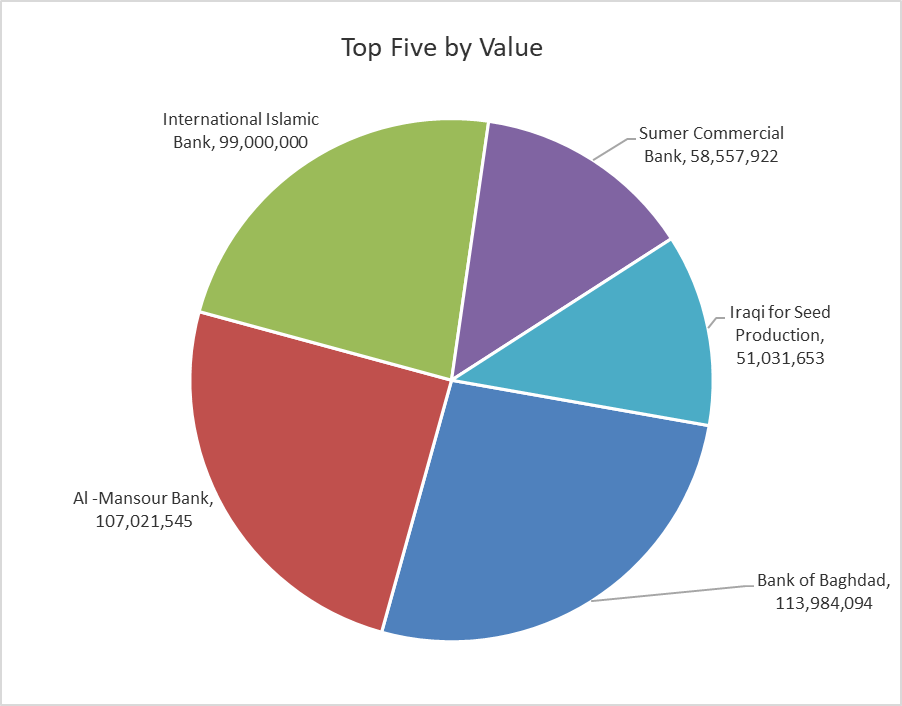 Top Five by Value
International Islamic
Bank, 99,000,000
Sumer Commercial
Bank, 58,557,922
Iraqi for Seed
Production,
51,031,653
Al -Mansour Bank,
107,021,545
Bank of Baghdad,
113,984,094